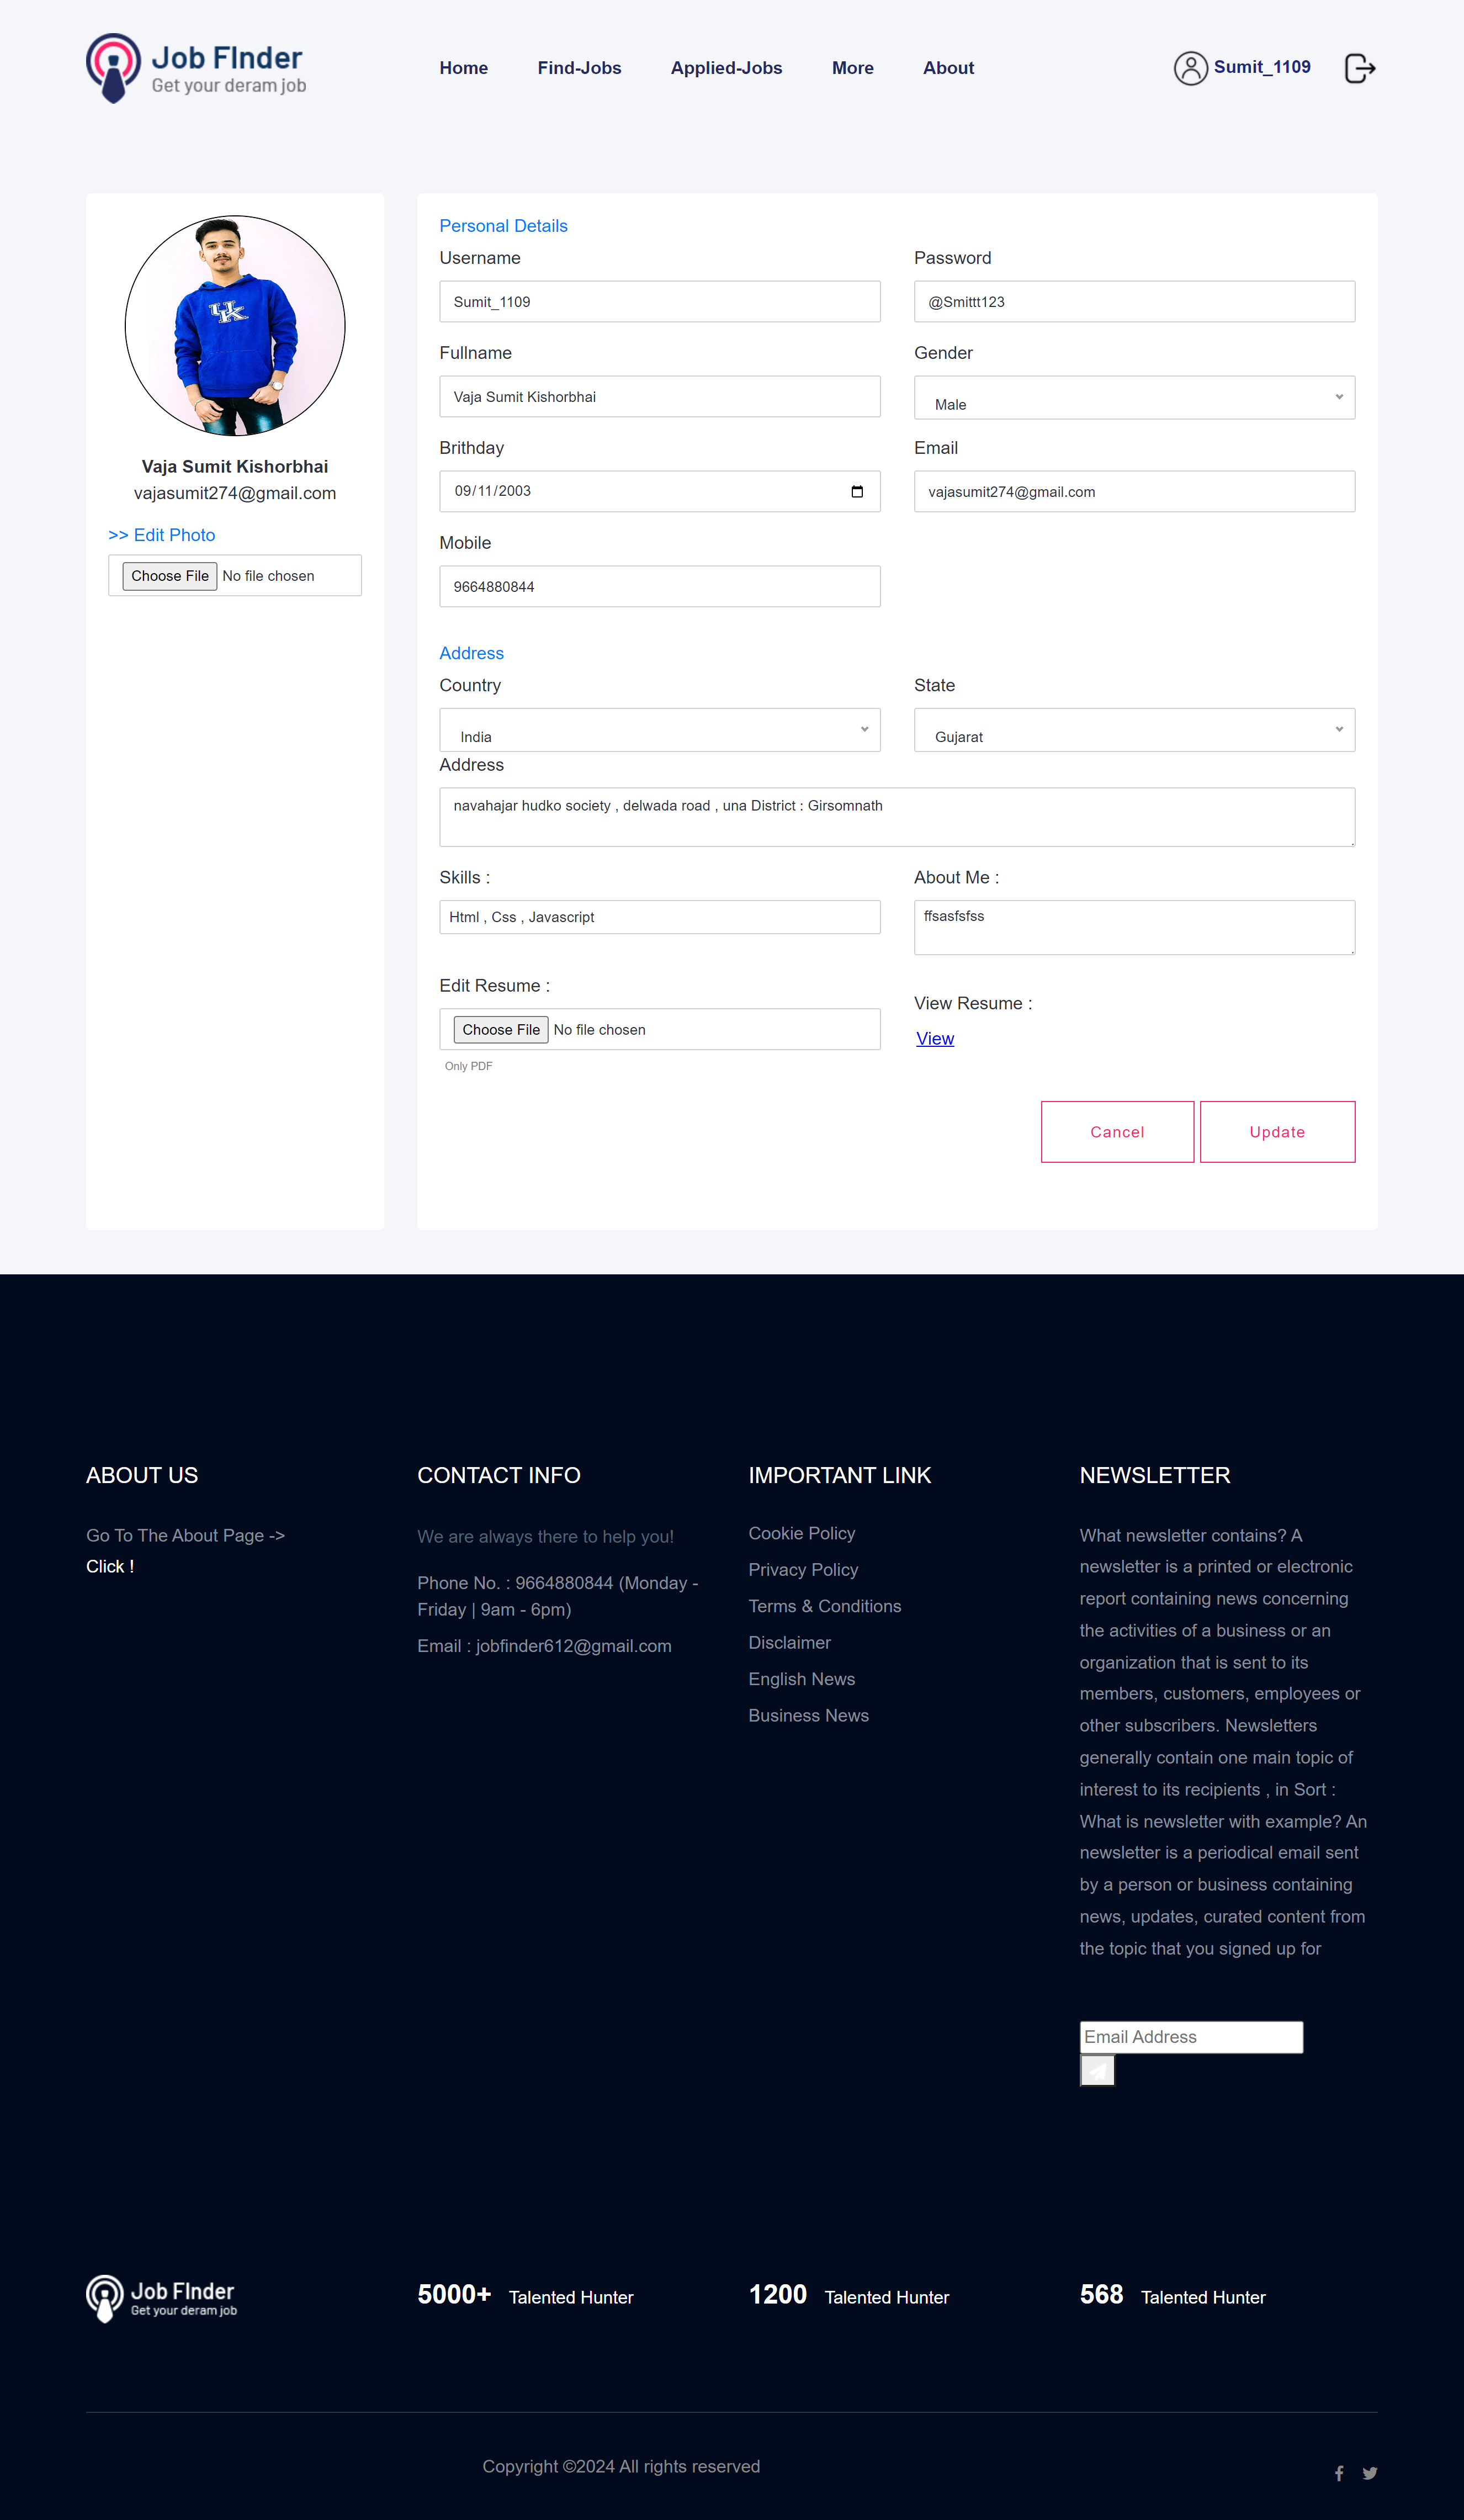 Job FInder
Get your deram job
Home Find-Jobs Applied-Jobs More About
Sumit_1109
UK
Vaja Sumit Kishorbhai
vajasumit274@gmail.com
>> Edit Photo
Choose File No file chosen
Personal Details
Username Password
Sumit_1109 @Smittt123
Fullname Gender
Vaja Sumit Kishorbhai Male
Brithday Email
09/11/2003 vajasumit274@gmail.com
Mobile
9664880844
Address
Country State
India Gujarat
Address
navahajar hudko society , delwada road , una District : Girsomnath
Skills : About Me :
Html , Css , Javascript ffsasfsfss
Edit Resume : View Resume :
Choose File No file chosen View
Only PDF
Cancel Update
ABOUT US
Go To The About Page ->
Click !
CONTACT INFO
We are always there to help you!
Phone No. : 9664880844 (Monday -
Friday | 9am - 6pm)
Email : jobfinder612@gmail.com
IMPORTANT LINK
Cookie Policy
Privacy Policy
Terms & Conditions
Disclaimer
English News
Business News
NEWSLETTER
What newsletter contains? A
newsletter is a printed or electronic
report containing news concerning
the activities of a business or an
organization that is sent to its
members, customers, employees or
other subscribers. Newsletters
generally contain one main topic of
interest to its recipients , in Sort :
What is newsletter with example? An
newsletter is a periodical email sent
by a person or business containing
news, updates, curated content from
the topic that you signed up for
Email Address
Job FInder
Get your deram job
5000+ Talented Hunter
1200 Talented Hunter
568 Talented Hunter
Copyright ©2024 All rights reserved